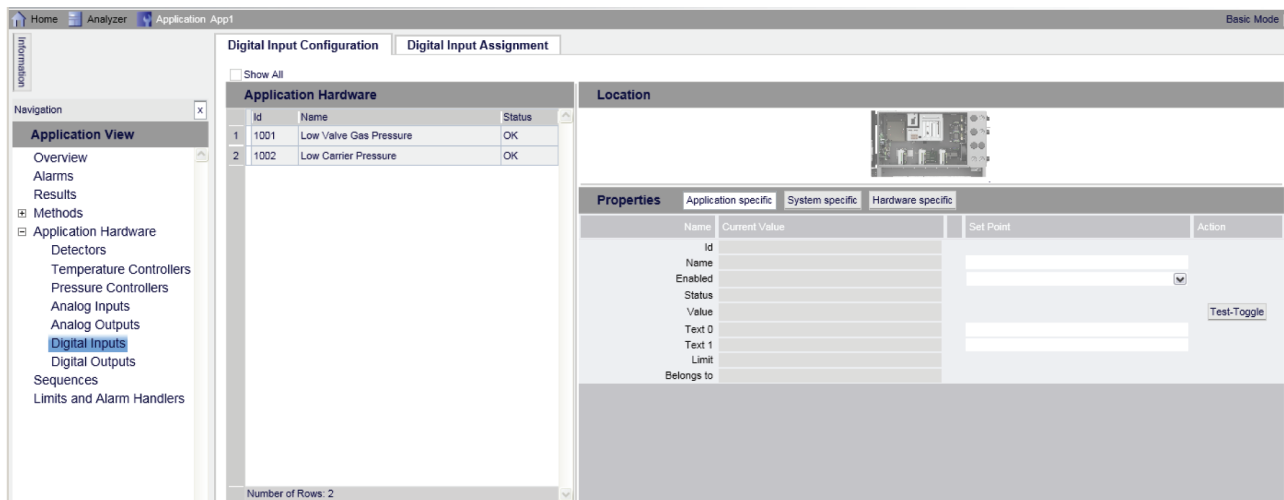 Home Analyzer Application App1 Basic Mode
Information
Navigation x
Application View
Overview
Alarms
Results
Methods
Application Hardware
Detectors
Temperature Controllers
Pressure Controllers
Analog Inputs
Analog Outputs
Digital Inputs
Digital Outputs
Sequences
Limits and Alarm Handlers
Digital Input Configuration Digital Input Assignment
Show All
Application Hardware
Id Name Status
1 1001 Low Valve Gas Pressure OK
2 1002 Low Carrier Pressure OK
Number of Rows: 2
Location
Properties Application specific System specific Hardware specific
Name Current Value Set Point Action
Id
Name
Enabled
Status
Value Test-Toggle
Text 0
Text 1
Limit
Belongs to